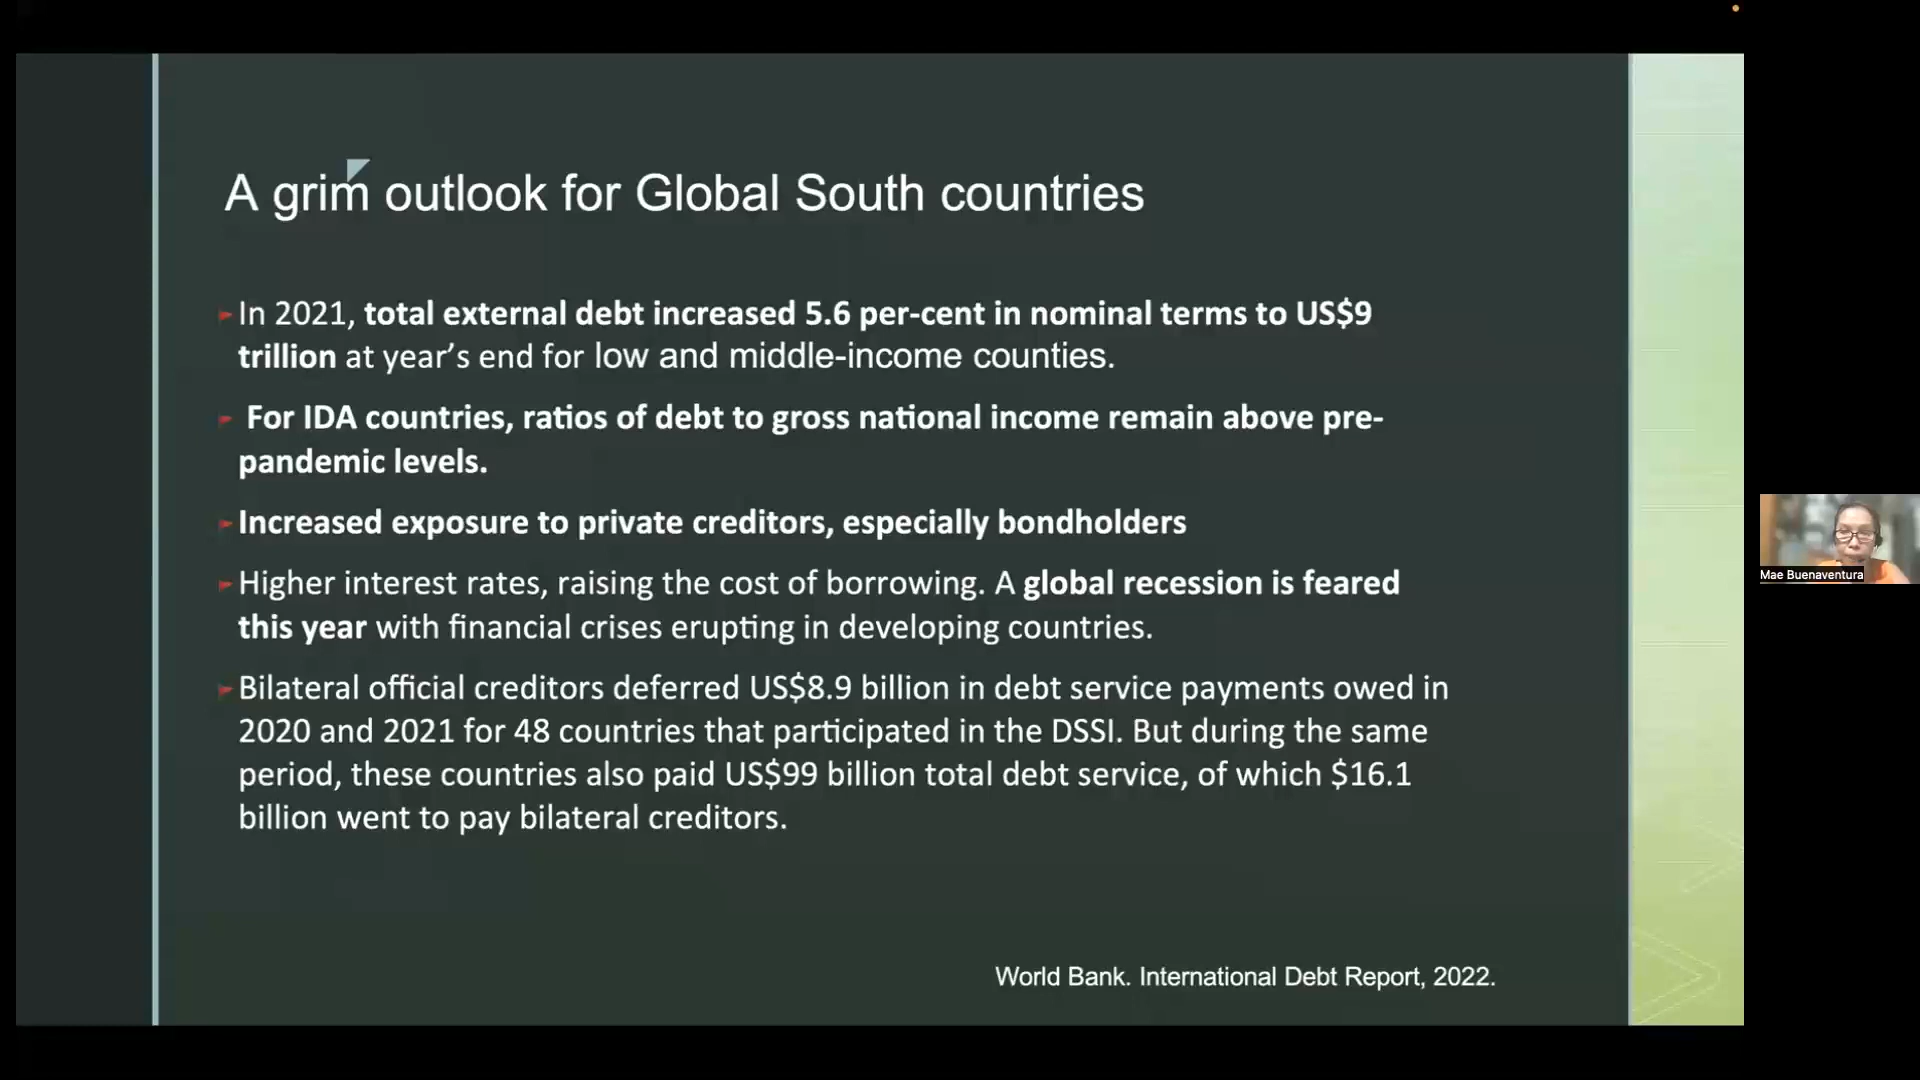 A grim outlook for Global South countries
In 2021, total external debt increased 5.6 per-cent in nominal terms to US$9
trillion at year’s end for low and middle-income counties.
For IDA countries, ratios of debt to gross national income remain above pre-
pandemic levels.
Increased exposure to private creditors, especially bondholders
Higher interest rates, raising the cost of borrowing. A global recession is feared
this year with financial crises erupting in developing countries.
Bilateral official creditors deferred US$8.9 billion in debt service payments owed in
2020 and 2021 for 48 countries that participated in the DSSI. But during the same
period, these countries also paid US$99 billion total debt service, of which $16.1
billion went to pay bilateral creditors.
World Bank. International Debt Report, 2022.
Mae Buenaventura